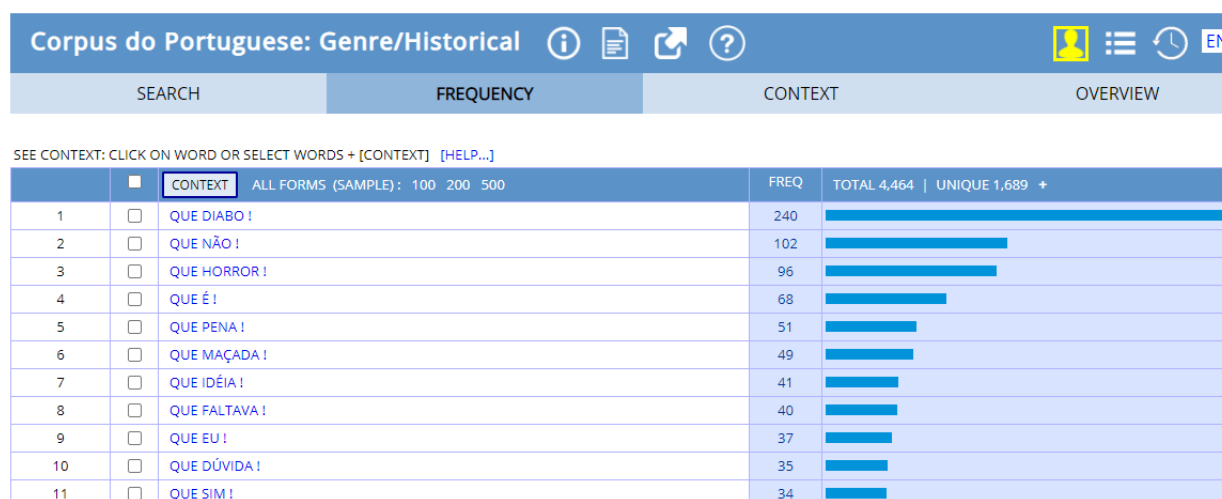 Corpus do Portuguese: Genre/Historical
SEARCH FREQUENCY CONTEXT OVERVIEW
SEE CONTEXT: CLICK ON WORD OR SELECT WORDS + [CONTEXT] [HELP...]
CONTEXT ALL FORMS (SAMPLE) : 100 200 500 FREQ TOTAL 4,464 | UNIQUE 1,689 +
1 QUE DIABO ! 240
2 QUE NÃO ! 102
3 QUE HORROR ! 96
4 QUE É ! 68
5 QUE PENA ! 51
6 QUE MAÇADA ! 49
7 QUE IDÉIA ! 41
8 QUE FALTAVA ! 40
9 QUE EU ! 37
10 QUE DÚVIDA ! 35
11 QUE SIM ! 34